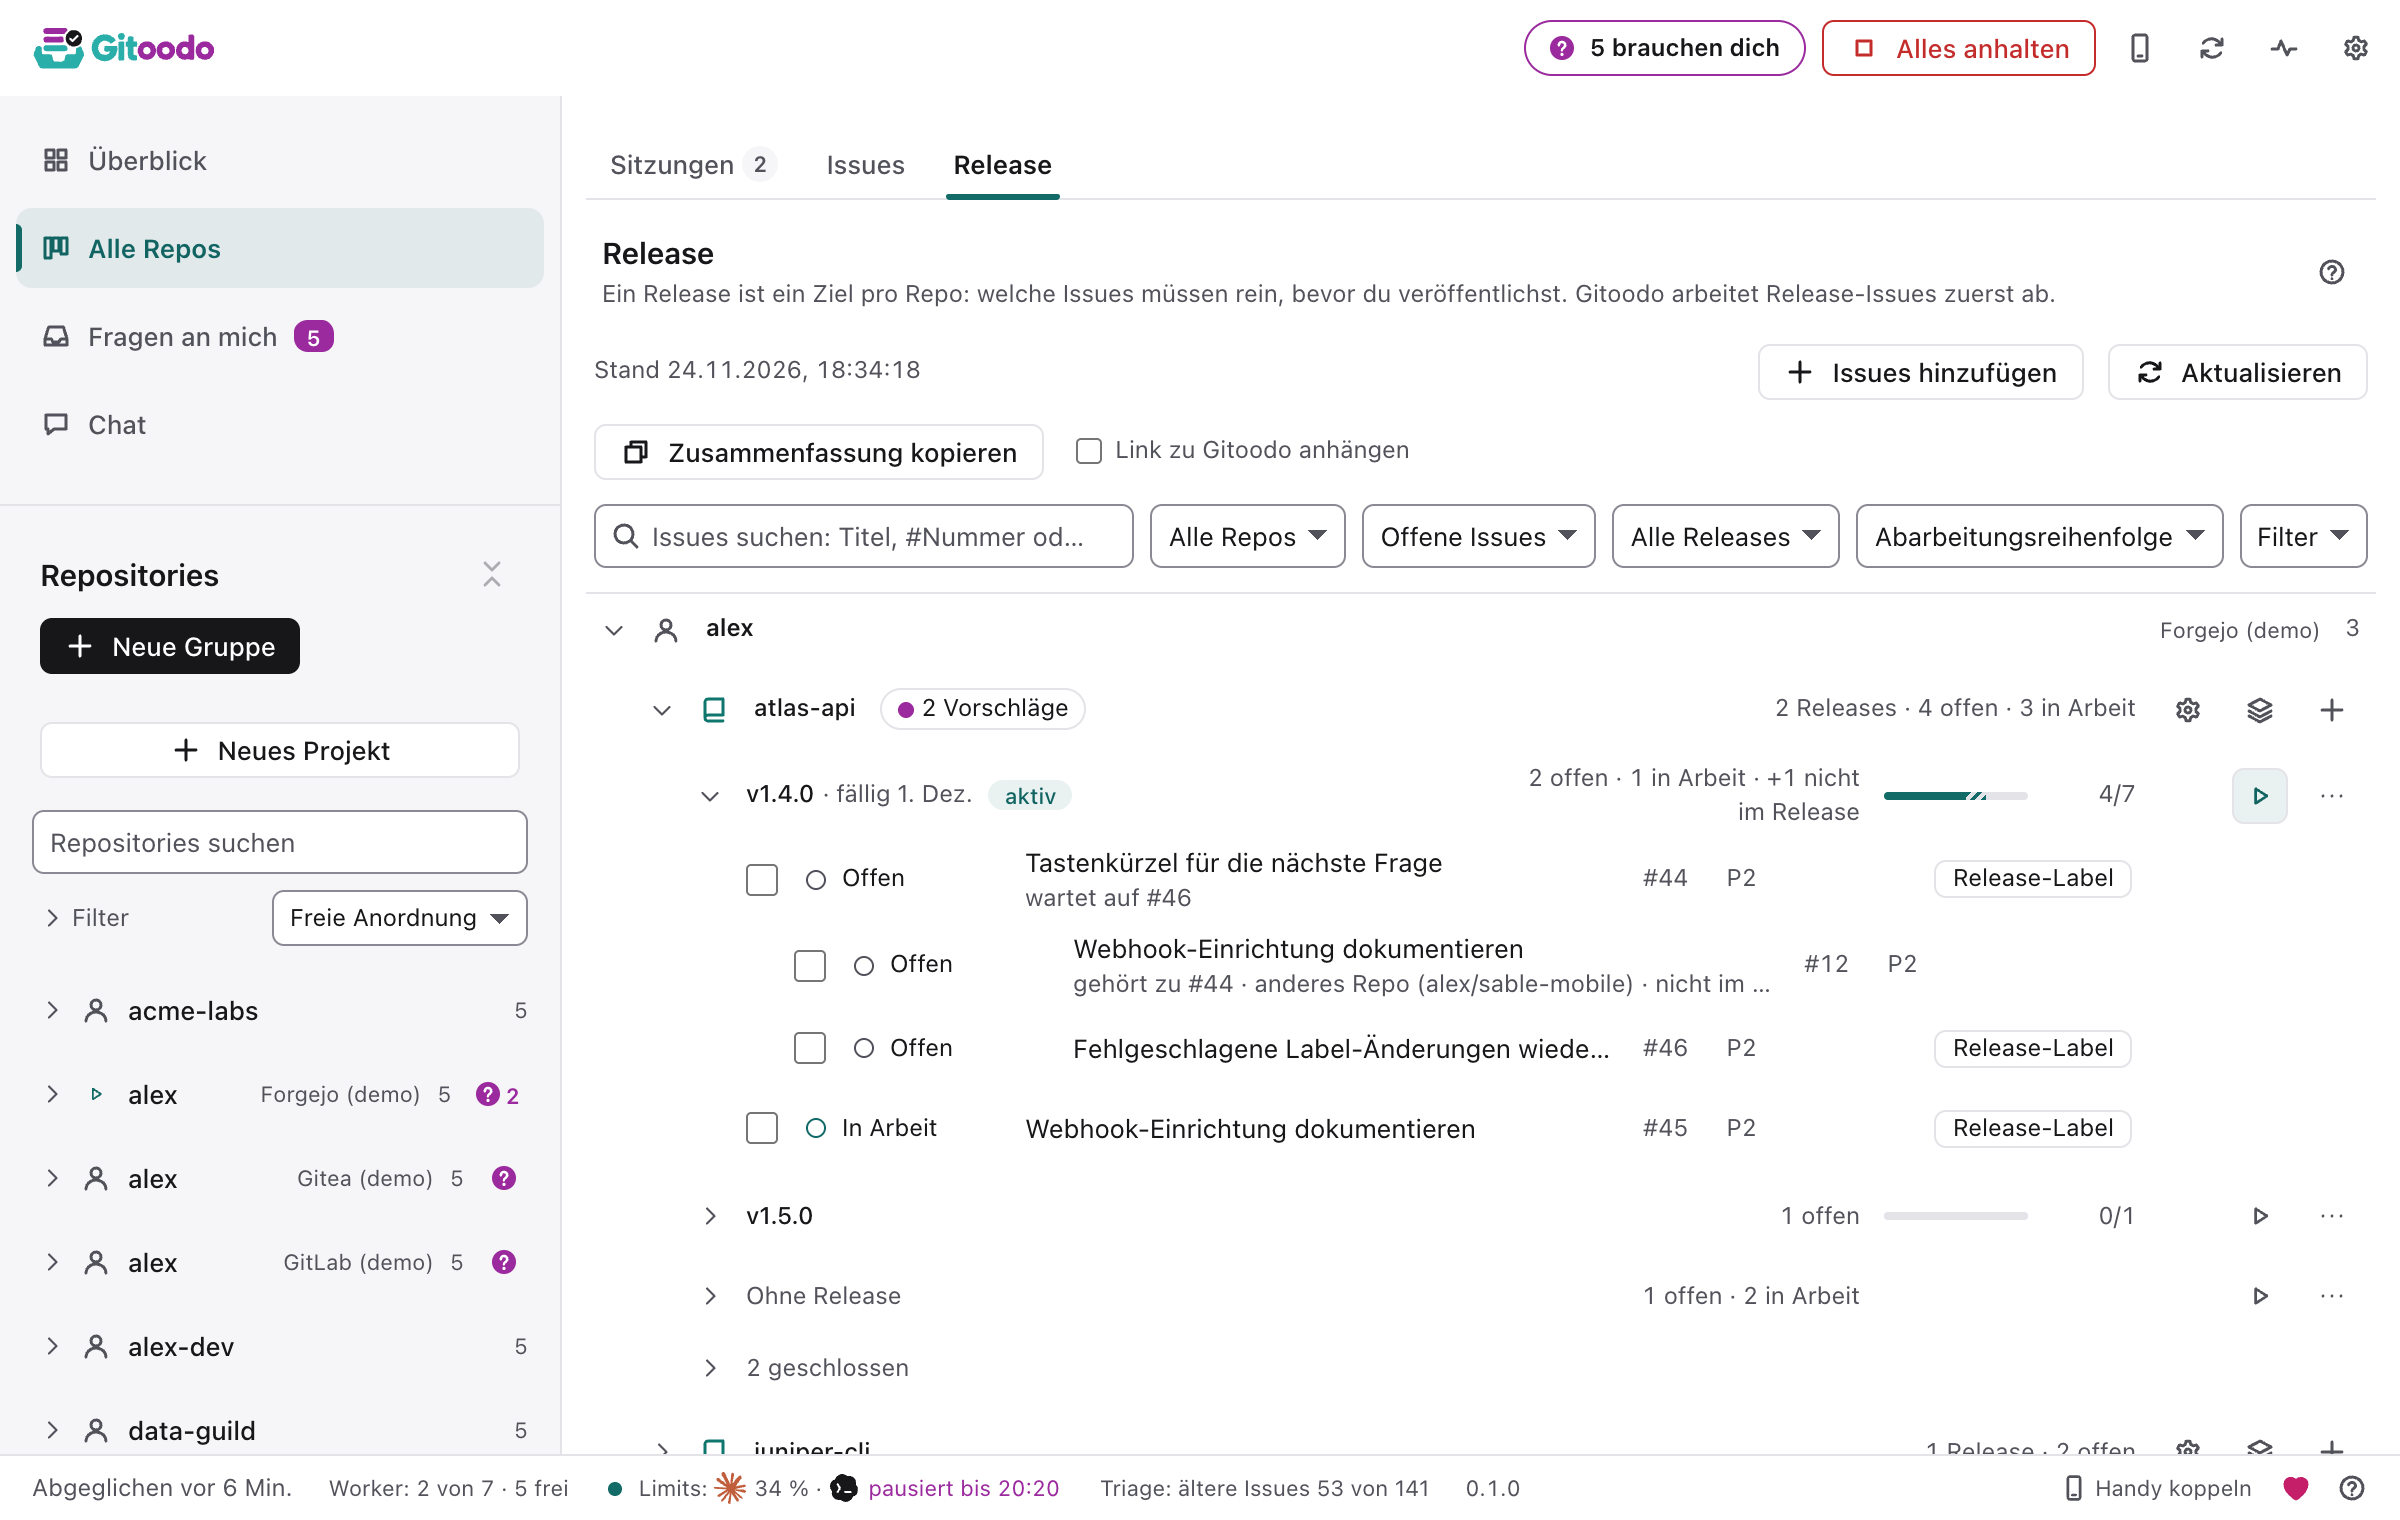 Gitoodo
5 brauchen dich
Alles anhalten
Überblick
Alle Repos
Fragen an mich 5
Chat
Repositories
Neue Gruppe
Neues Projekt
Repositories suchen
Filter
Freie Anordnung
acme-labs 5
alex Forgejo (demo) 5 ? 2
alex Gitea (demo) 5 ?
alex GitLab (demo) 5 ?
alex-dev 5
data-guild 5
Sitzungen 2
Issues
Release
Release
Ein Release ist ein Ziel pro Repo: welche Issues müssen rein, bevor du veröffentlichst. Gitoodo arbeitet Release-Issues zuerst ab.
Stand 24.11.2026, 18:34:18
Issues hinzufügen
Aktualisieren
Zusammenfassung kopieren
Link zu Gitoodo anhängen
Issues suchen: Titel, #Nummer od...
Alle Repos
Offene Issues
Alle Releases
Abarbeitungsreihenfolge
Filter
alex Forgejo (demo) 3
atlas-api 2 Vorschläge 2 Releases · 4 offen · 3 in Arbeit
v1.4.0 · fällig 1. Dez. aktiv 2 offen · 1 in Arbeit · +1 nicht
im Release
4/7
Offen Tastenkürzel für die nächste Frage #44 P2 Release-Label
wartet auf #46
Offen Webhook-Einrichtung dokumentieren #12 P2
gehört zu #44 · anderes Repo (alex/sable-mobile) · nicht im ...
Offen Fehlgeschlagene Label-Änderungen wiede... #46 P2 Release-Label
In Arbeit Webhook-Einrichtung dokumentieren #45 P2 Release-Label
v1.5.0 1 offen 0/1
Ohne Release 1 offen · 2 in Arbeit
2 geschlossen
juniper-cli 1 Release · 2 offen
Abgeglichen vor 6 Min.
Worker: 2 von 7 · 5 frei
Limits: 34 % · pausiert bis 20:20
Triage: ältere Issues 53 von 141
0.1.0
Handy koppeln